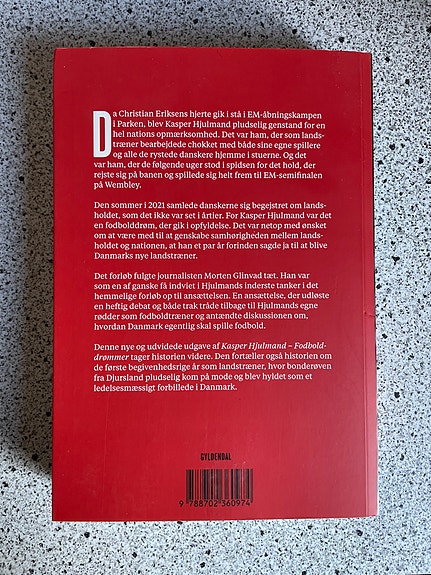 Da Christian Eriksens hjerte gik i stå i EM-åbningskampen
i Parken, blev Kasper Hjulmand pludselig genstand for en
hel nations opmærksomhed. Det var ham, der som lands-
træner bearbejdede chokket med både sine egne spillere
og alle de rystede danskere hjemme i stuerne. Og det
var ham, der de følgende uger stod i spidsen for det hold, der
rejste sig på banen og spillede sig helt frem til EM-semifinalen
på Wembley.
Den sommer i 2021 samlede danskerne sig begejstret om lands-
holdet, som det ikke var set i årtier. For Kasper Hjulmand var det
en fodbolddrøm, der gik i opfyldelse. Det var netop med ønsket
om at være med til at genskabe samhørigheden mellem lands-
holdet og nationen, at han et par år forinden sagde ja til at blive
Danmarks nye landstræner.
Det forløb fulgte journalisten Morten Glinvad tæt. Han var
som en af ganske få indviet i Hjulmands inderste tanker i det
hemmelige forløb op til ansættelsen. En ansættelse, der udløste
en heftig debat og både trak tråde tilbage til Hjulmands egne
rødder som fodboldtræner og antændte diskussionen om,
hvordan Danmark egentlig skal spille fodbold.
Denne nye og udvidede udgave af Kasper Hjulmand – Fodbold-
drømmer tager historien videre. Den fortæller også historien om
de første begivenhedsrige år som landstræner, hvor bonderøven
fra Djursland pludselig kom på mode og blev hyldet som et
ledelsesmæssigt forbillede i Danmark.
GYLDENDAL
9 788702 360974